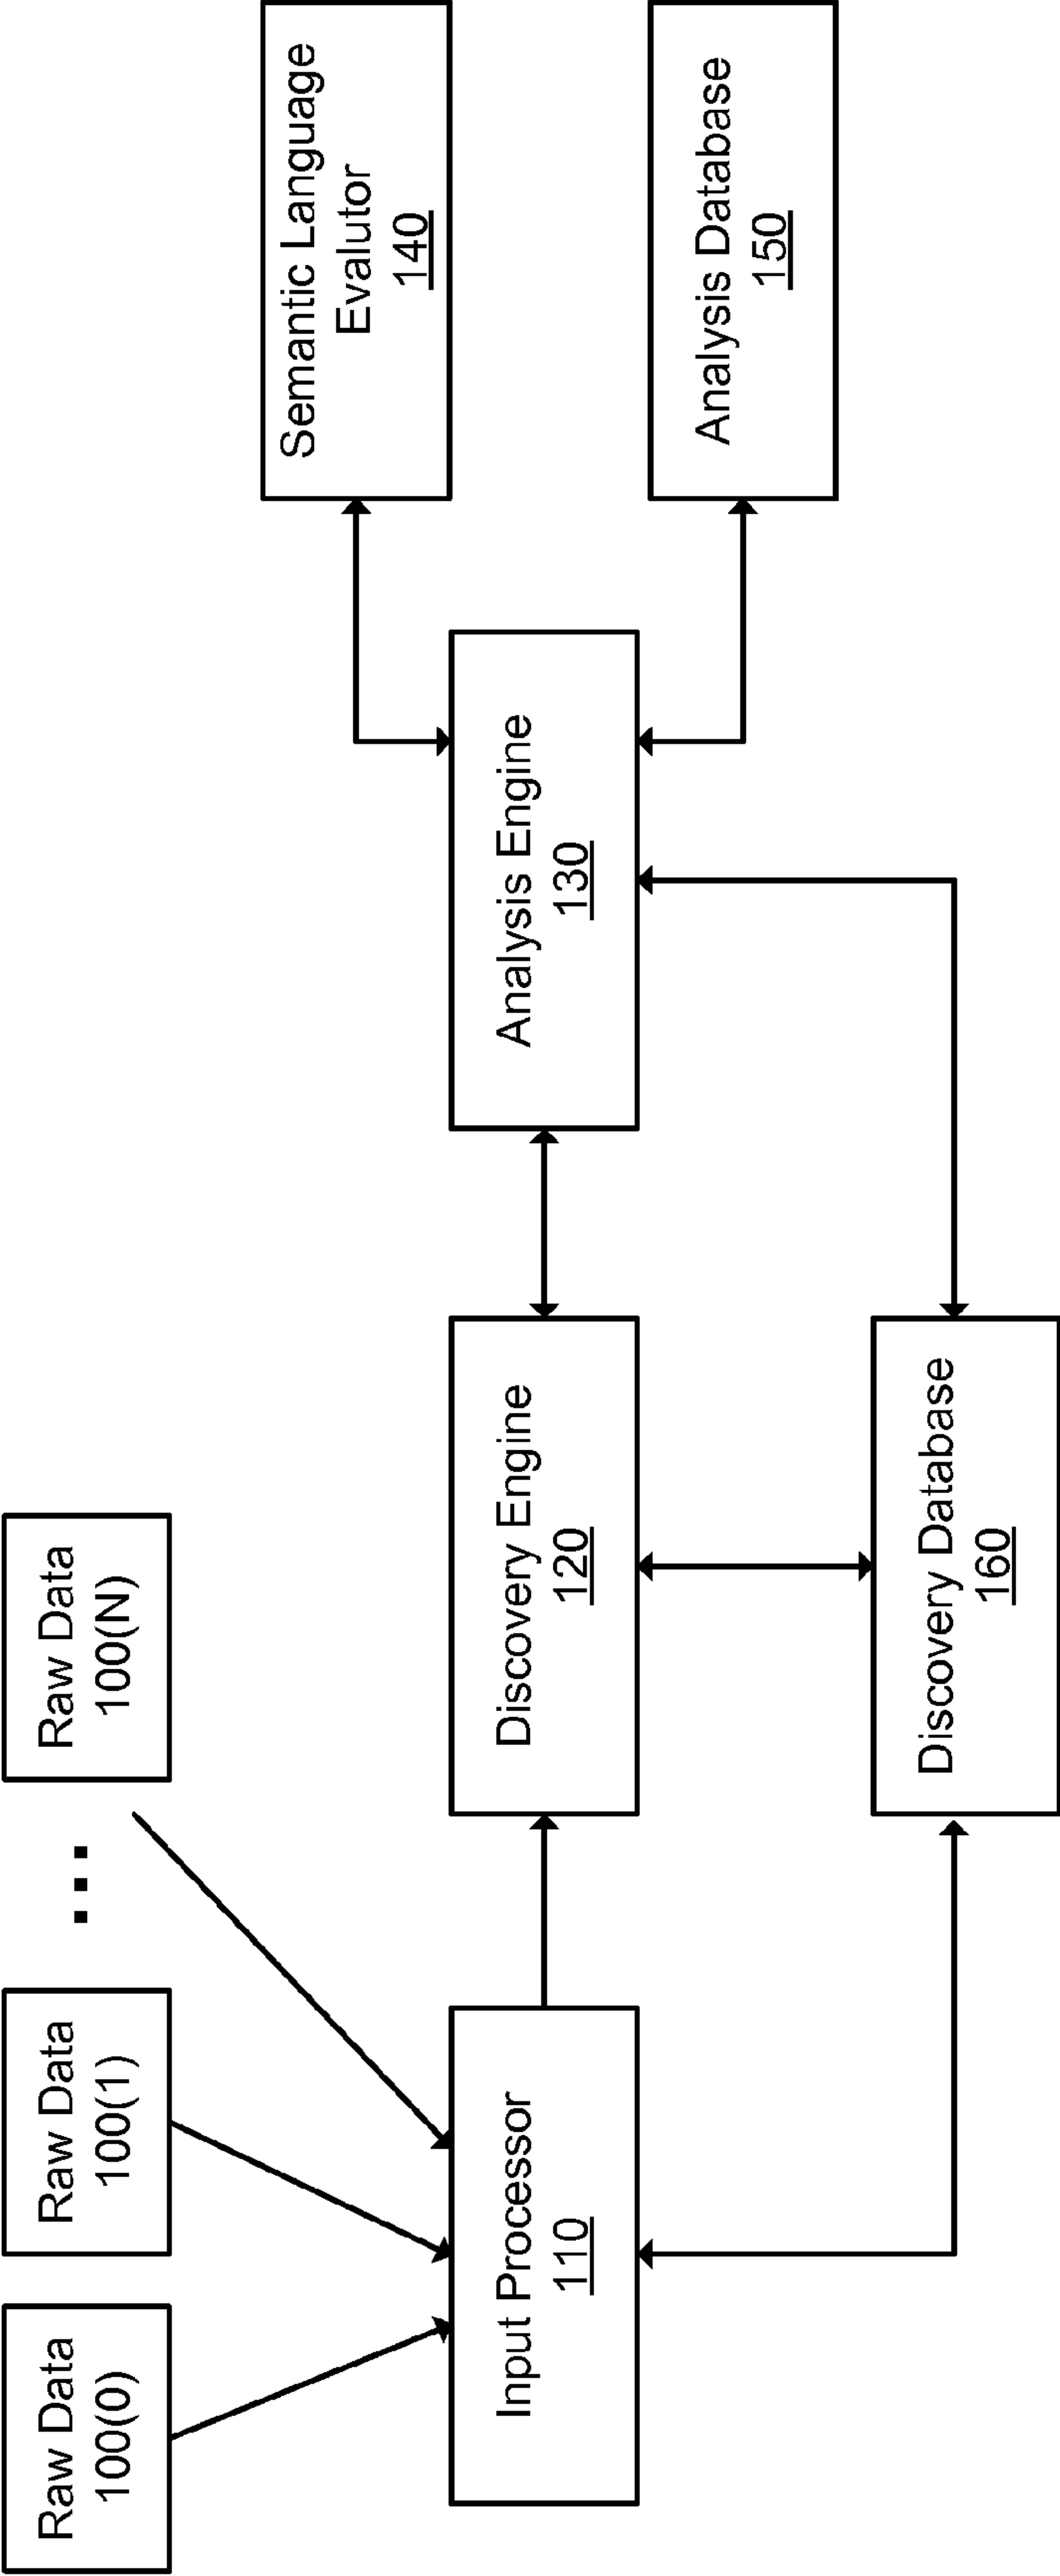 Raw Data
100(0)
Raw Data
100(1)
...
Raw Data
100(N)
Input Processor
110
Discovery Engine
120
Analysis Engine
130
Semantic Language
Evalutor
140
Analysis Database
150
Discovery Database
160